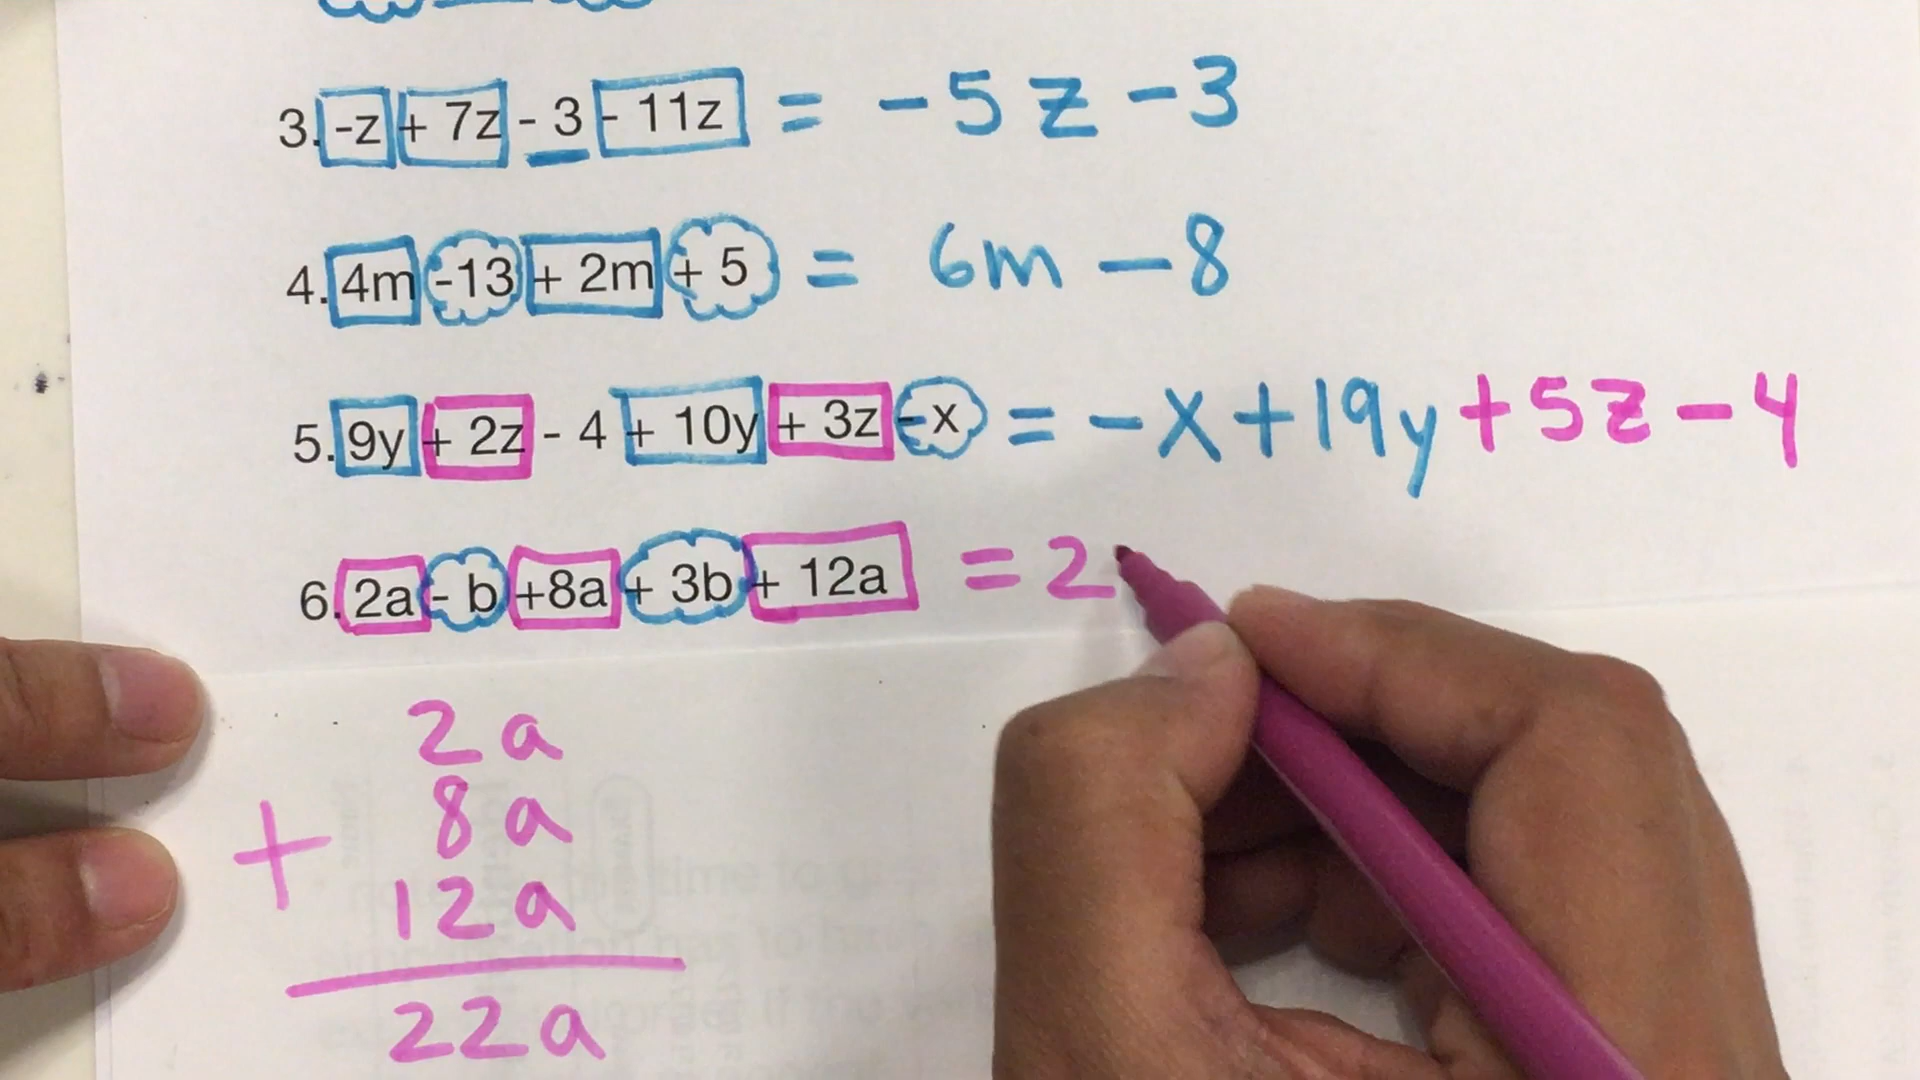 3. -z + 7z - 3 - 11z = -5z - 3
4. 4m -13 + 2m + 5 = 6m - 8
5. 9y + 2z - 4 + 10y + 3z - x = -x + 19y + 5z - 4
6. 2a - b +8a + 3b + 12a = 2
2a
8a
+ 12a
22a